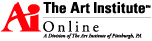 Ai The Art Institute™
Online
A Division of The Art Institute of Pittsburgh, PA